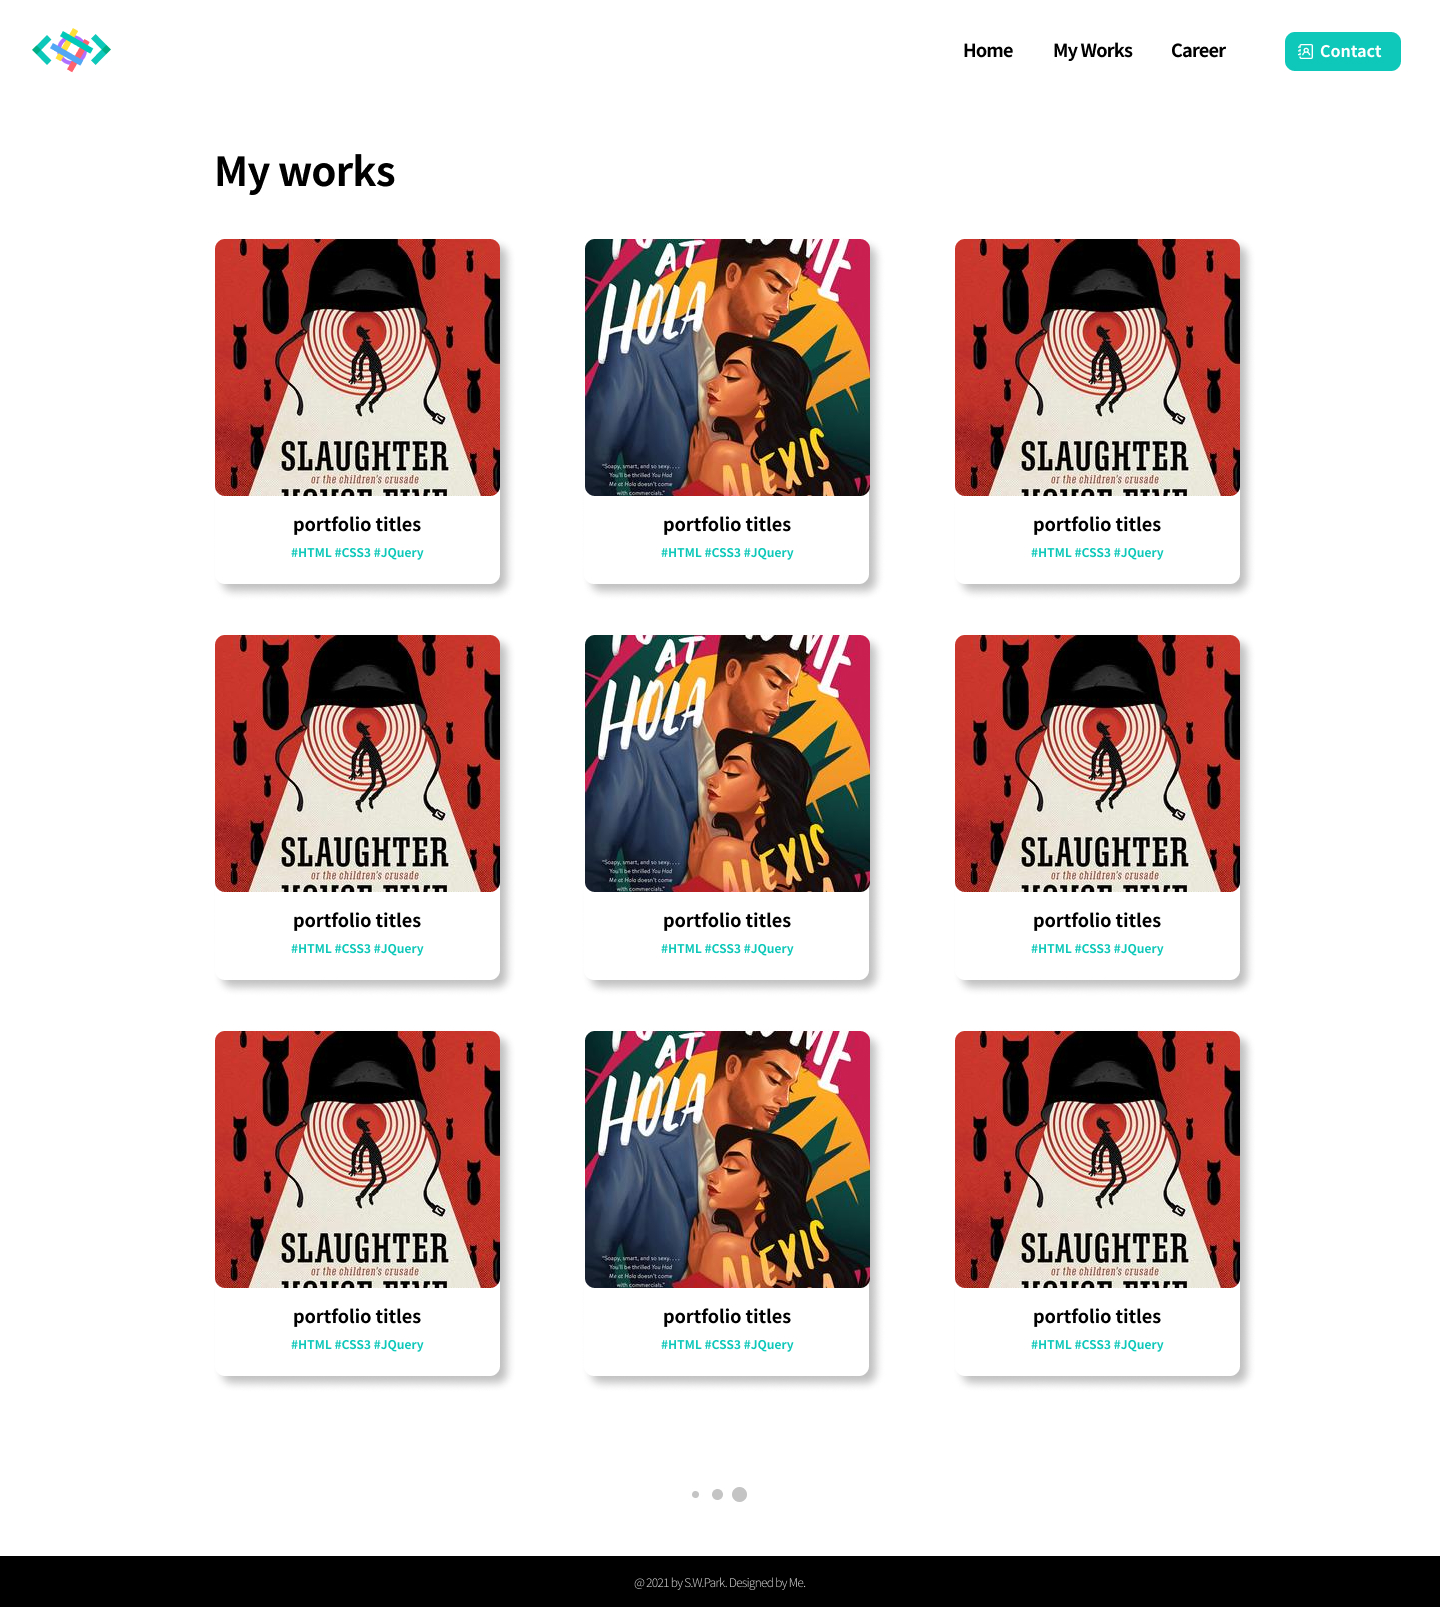 Home My Works Career Contact
My works
SLAUGHTER
or the children's crusade
AT
HOLA
ME
"Soapy, smart, and so sexy. . . .
You'll be thrilled You Had
Me at Hola doesn't come
with commercials."
ALEXIS
SLAUGHTER
or the children's crusade
portfolio titles portfolio titles portfolio titles
#HTML #CSS3 #JQuery #HTML #CSS3 #JQuery #HTML #CSS3 #JQuery
SLAUGHTER
or the children's crusade
AT
HOLA
ME
"Soapy, smart, and so sexy. . . .
You'll be thrilled You Had
Me at Hola doesn't come
with commercials."
ALEXIS
SLAUGHTER
or the children's crusade
portfolio titles portfolio titles portfolio titles
#HTML #CSS3 #JQuery #HTML #CSS3 #JQuery #HTML #CSS3 #JQuery
SLAUGHTER
or the children's crusade
AT
HOLA
ME
"Soapy, smart, and so sexy. . . .
You'll be thrilled You Had
Me at Hola doesn't come
with commercials."
ALEXIS
SLAUGHTER
or the children's crusade
portfolio titles portfolio titles portfolio titles
#HTML #CSS3 #JQuery #HTML #CSS3 #JQuery #HTML #CSS3 #JQuery
@ 2021 by S.W.Park. Designed by Me.